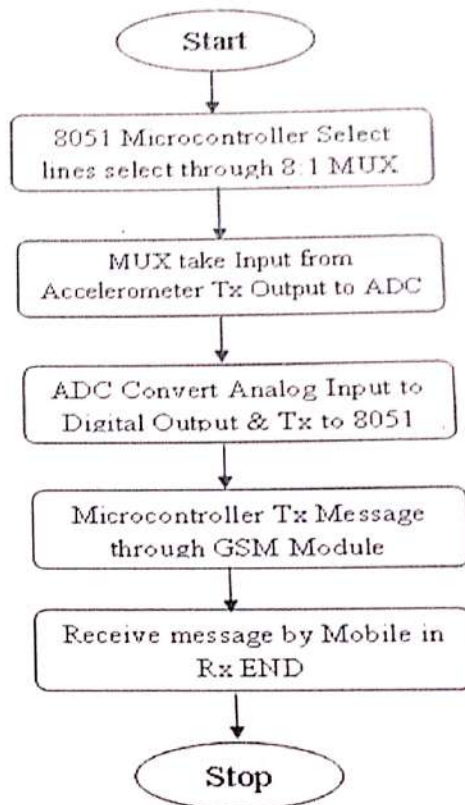 Start
8051 Microcontroller Select
lines select through 8:1 MUX
MUX take Input from
Accelerometer Tx Output to ADC
ADC Convert Analog Input to
Digital Output & Tx to 8051
Microcontroller Tx Message
through GSM Module
Receive message by Mobile in
Rx END
Stop